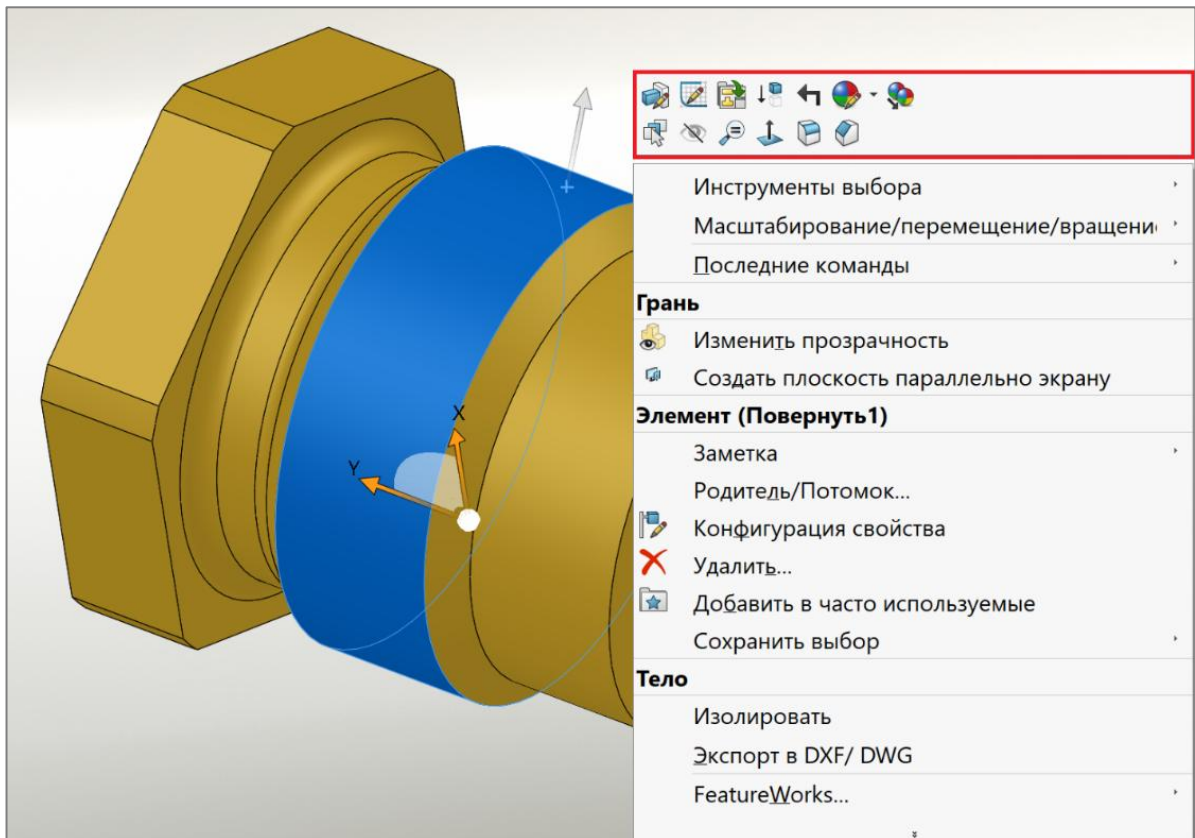 Инструменты выбора
Масштабирование/перемещение/вращени
Последние команды
Грань
Изменить прозрачность
Создать плоскость параллельно экрану
Элемент (Повернуть1)
X
Y
Заметка
Родитель/Потомок...
Конфигурация свойства
Удалить...
Добавить в часто используемые
Сохранить выбор
Тело
Изолировать
Экспорт в DXF/ DWG
FeatureWorks...